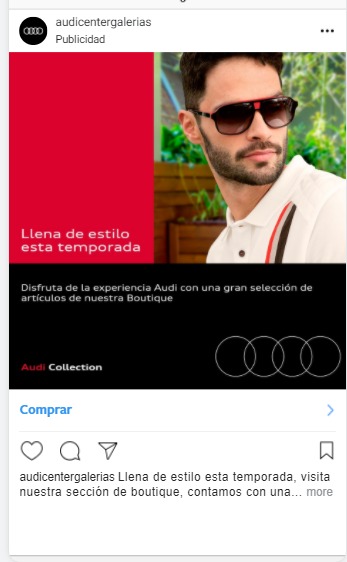 audicentergalerias
Publicidad
Llena de estilo
esta temporada
Disfruta de la experiencia Audi con una gran selección de
artículos de nuestra Boutique
Audi Collection
Comprar
audicentergalerias Llena de estilo esta temporada, visita
nuestra sección de boutique, contamos con una... more